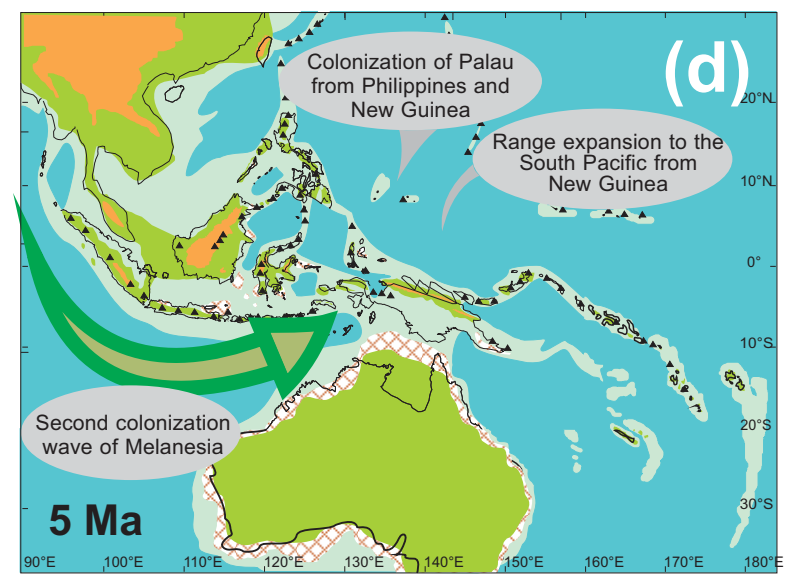 Colonization of Palau
from Philippines and
New Guinea
(d)
20°N
Range expansion to the
South Pacific from
New Guinea
10°N
0°
10°S
Second colonization
wave of Melanesia
20°S
5 Ma
30°S
90°E 100°E 120°E 130°E 140°E 150°E 160°E 170°E 180°E